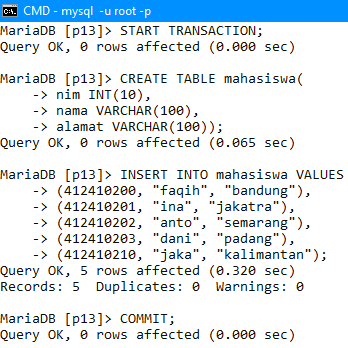 CMD - mysql -u root -p
MariaDB [p13]> START TRANSACTION;
Query OK, 0 rows affected (0.000 sec)
MariaDB [p13]> CREATE TABLE mahasiswa(
    -> nim INT(10),
    -> nama VARCHAR(100),
    -> alamat VARCHAR(100));
Query OK, 0 rows affected (0.065 sec)
MariaDB [p13]> INSERT INTO mahasiswa VALUES
    -> (412410200, "faqih", "bandung"),
    -> (412410201, "ina", "jakatra"),
    -> (412410202, "anto", "semarang"),
    -> (412410203, "dani", "padang"),
    -> (412410210, "jaka", "kalimantan");
Query OK, 5 rows affected (0.320 sec)
Records: 5  Duplicates: 0  Warnings: 0
MariaDB [p13]> COMMIT;
Query OK, 0 rows affected (0.000 sec)